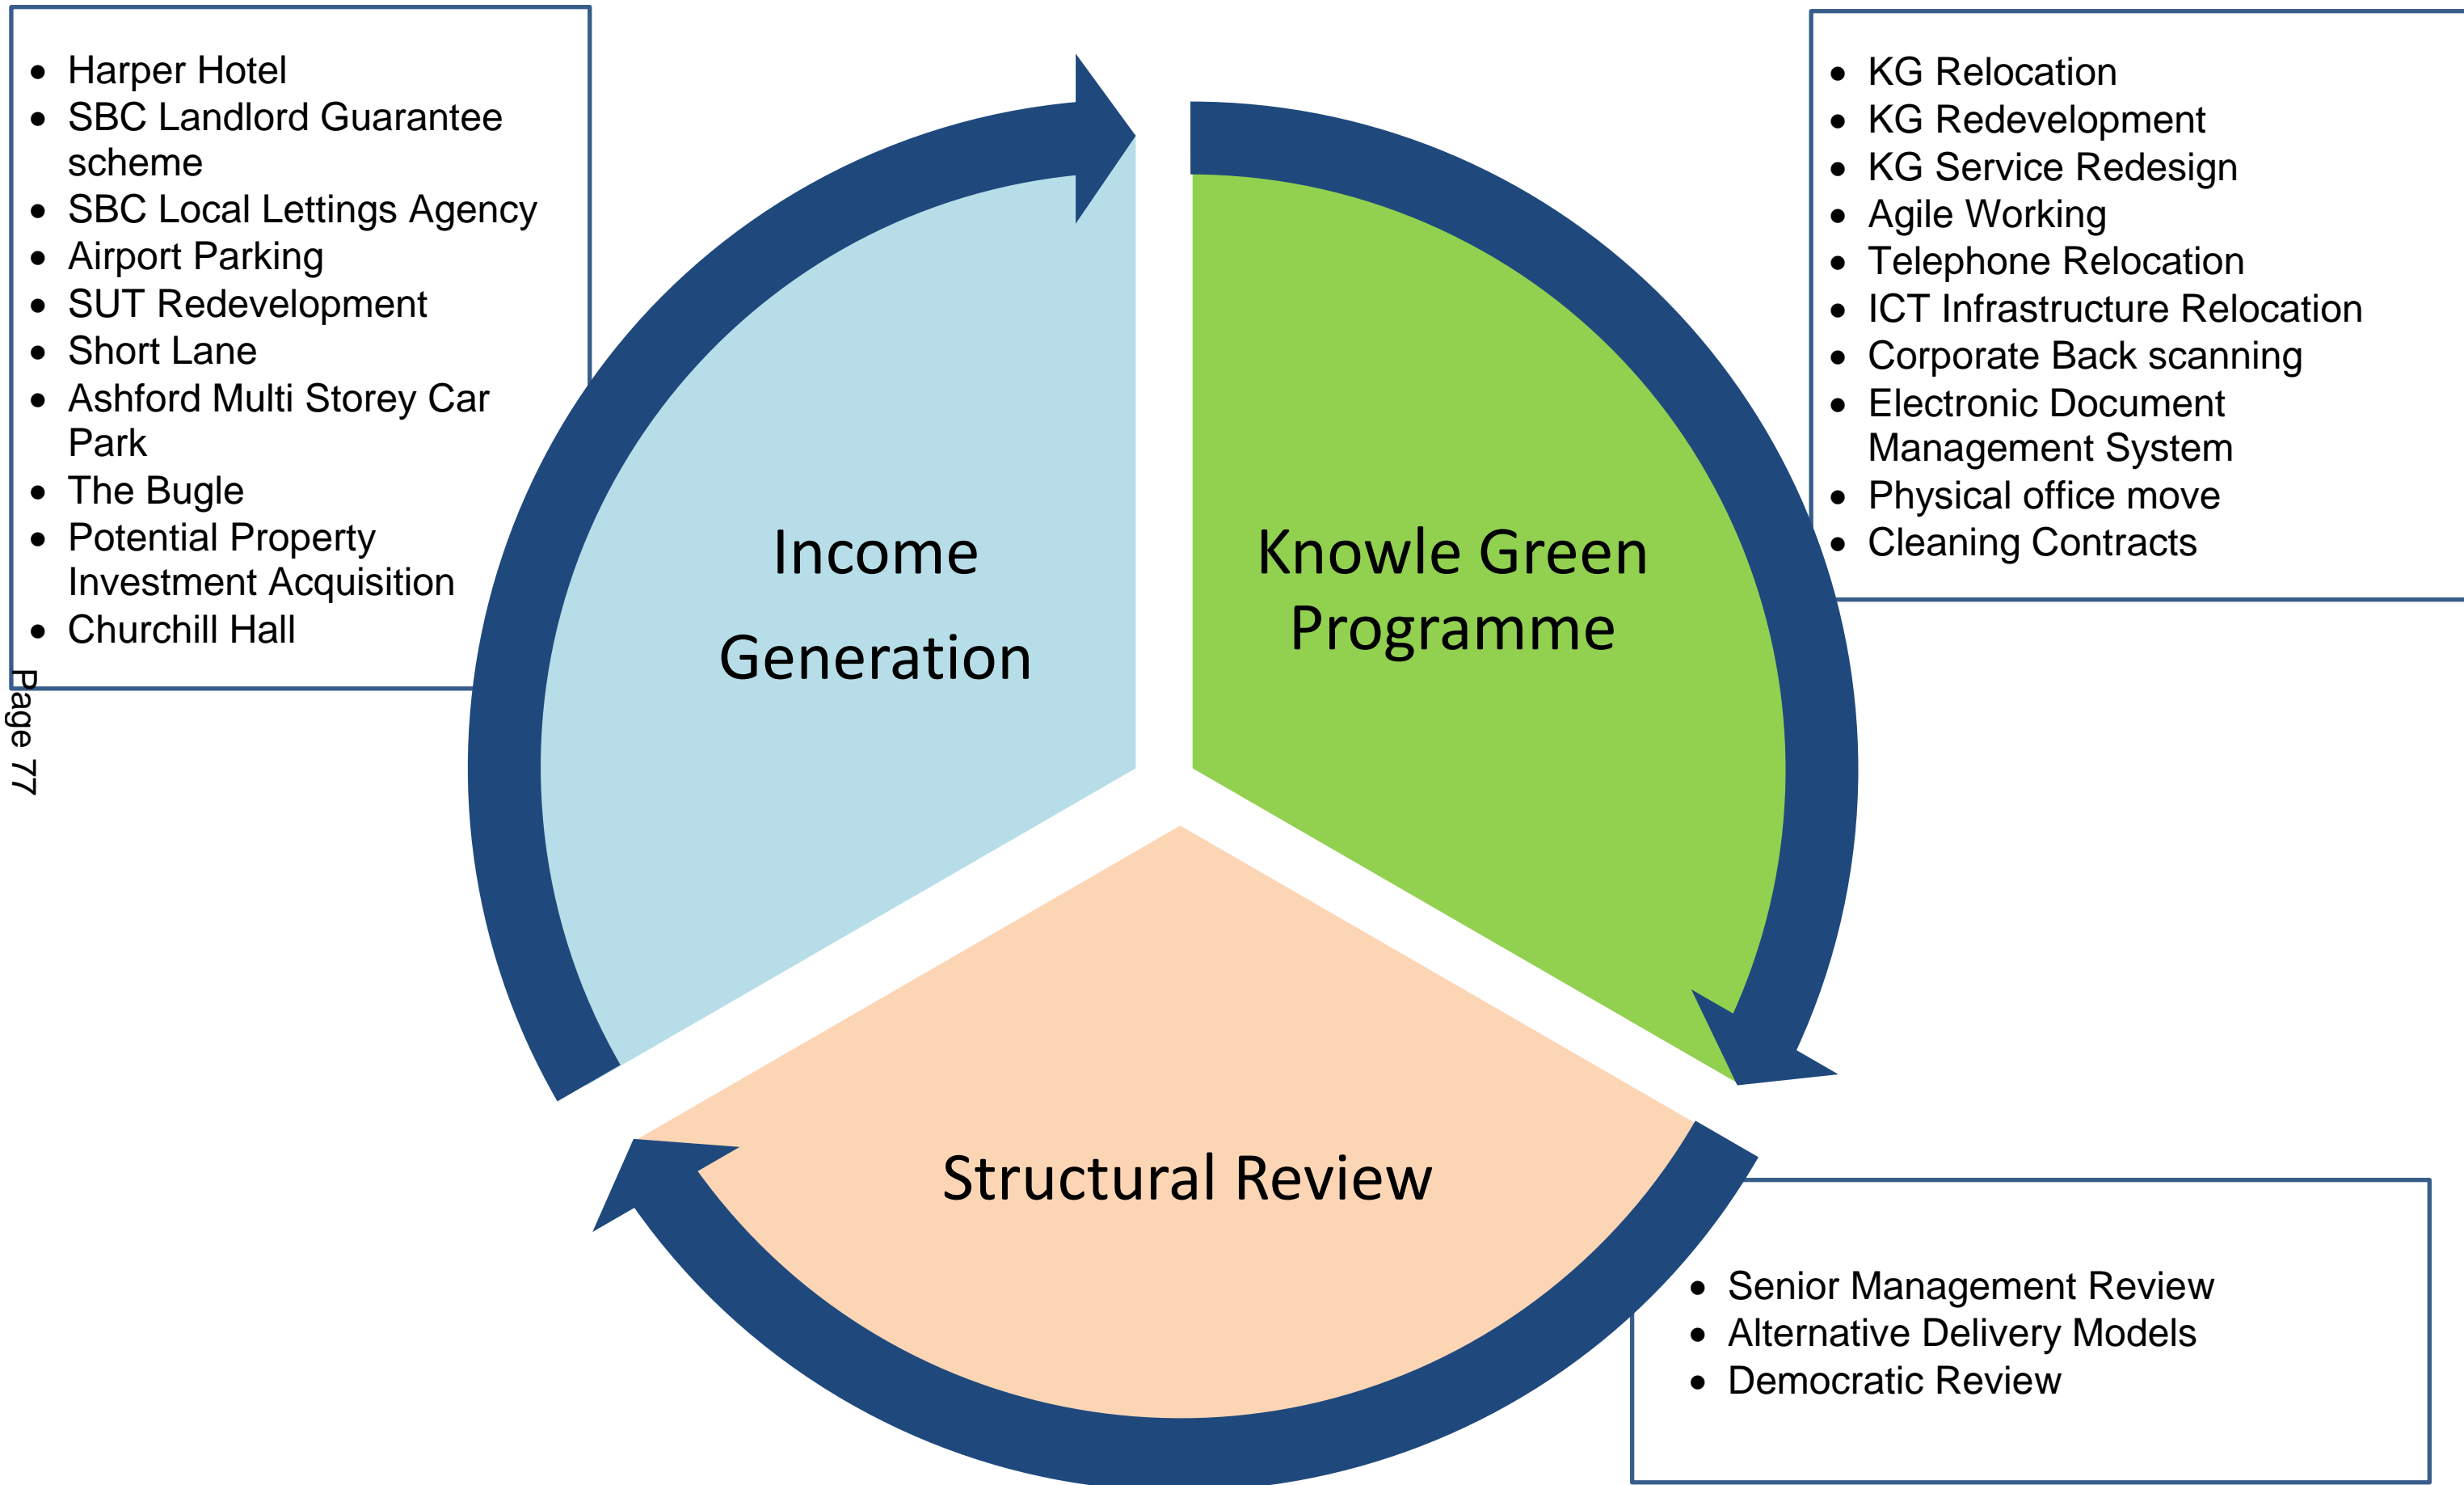 • Harper Hotel
• SBC Landlord Guarantee
scheme
• SBC Local Lettings Agency
• Airport Parking
• SUT Redevelopment
• Short Lane
• Ashford Multi Storey Car
Park
• The Bugle
• Potential Property
Investment Acquisition
• Churchill Hall
• KG Relocation
• KG Redevelopment
• KG Service Redesign
• Agile Working
• Telephone Relocation
• ICT Infrastructure Relocation
• Corporate Back scanning
• Electronic Document
Management System
• Physical office move
• Cleaning Contracts
Income
Generation
Knowle Green
Programme
Structural Review
• Senior Management Review
• Alternative Delivery Models
• Democratic Review
Page 77